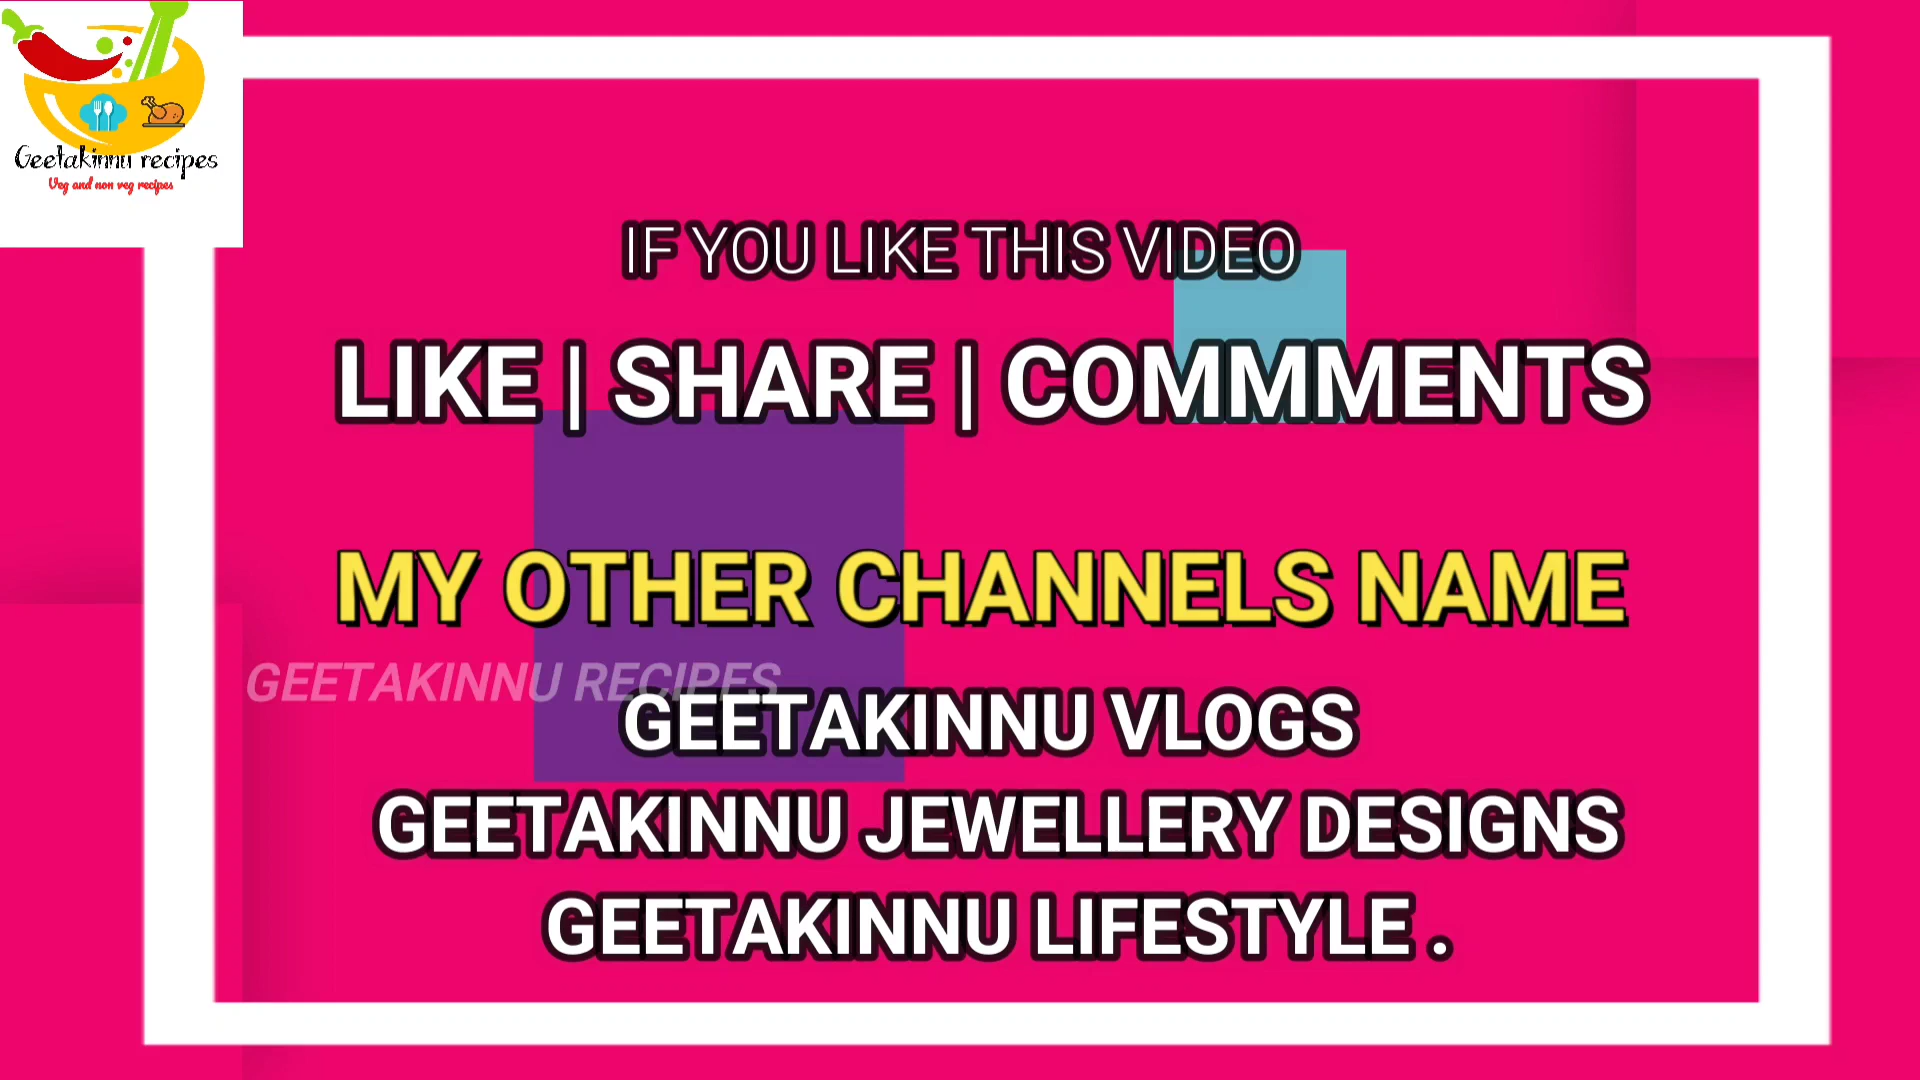 Geetakinnu recipes
Veg and non veg recipes
IF YOU LIKE THIS VIDEO
LIKE | SHARE | COMMMENTS
MY OTHER CHANNELS NAME
GEETAKINNU RECIPES
GEETAKINNU VLOGS
GEETAKINNU JEWELLERY DESIGNS
GEETAKINNU LIFESTYLE .